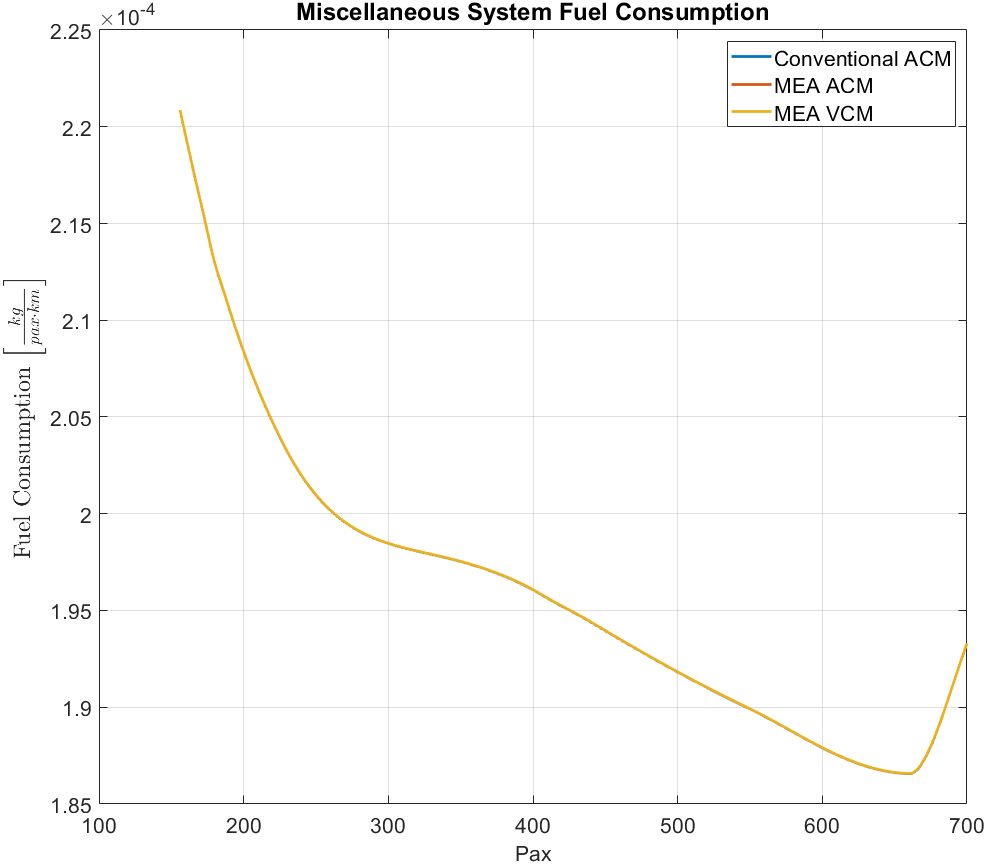 Miscellaneous System Fuel Consumption
×10⁻⁴
2.25
2.2
2.15
2.1
2.05
2
1.95
1.9
1.85
Fuel Consumption [kg/pax·km]
Conventional ACM
MEA ACM
MEA VCM
100 200 300 400 500 600 700
Pax